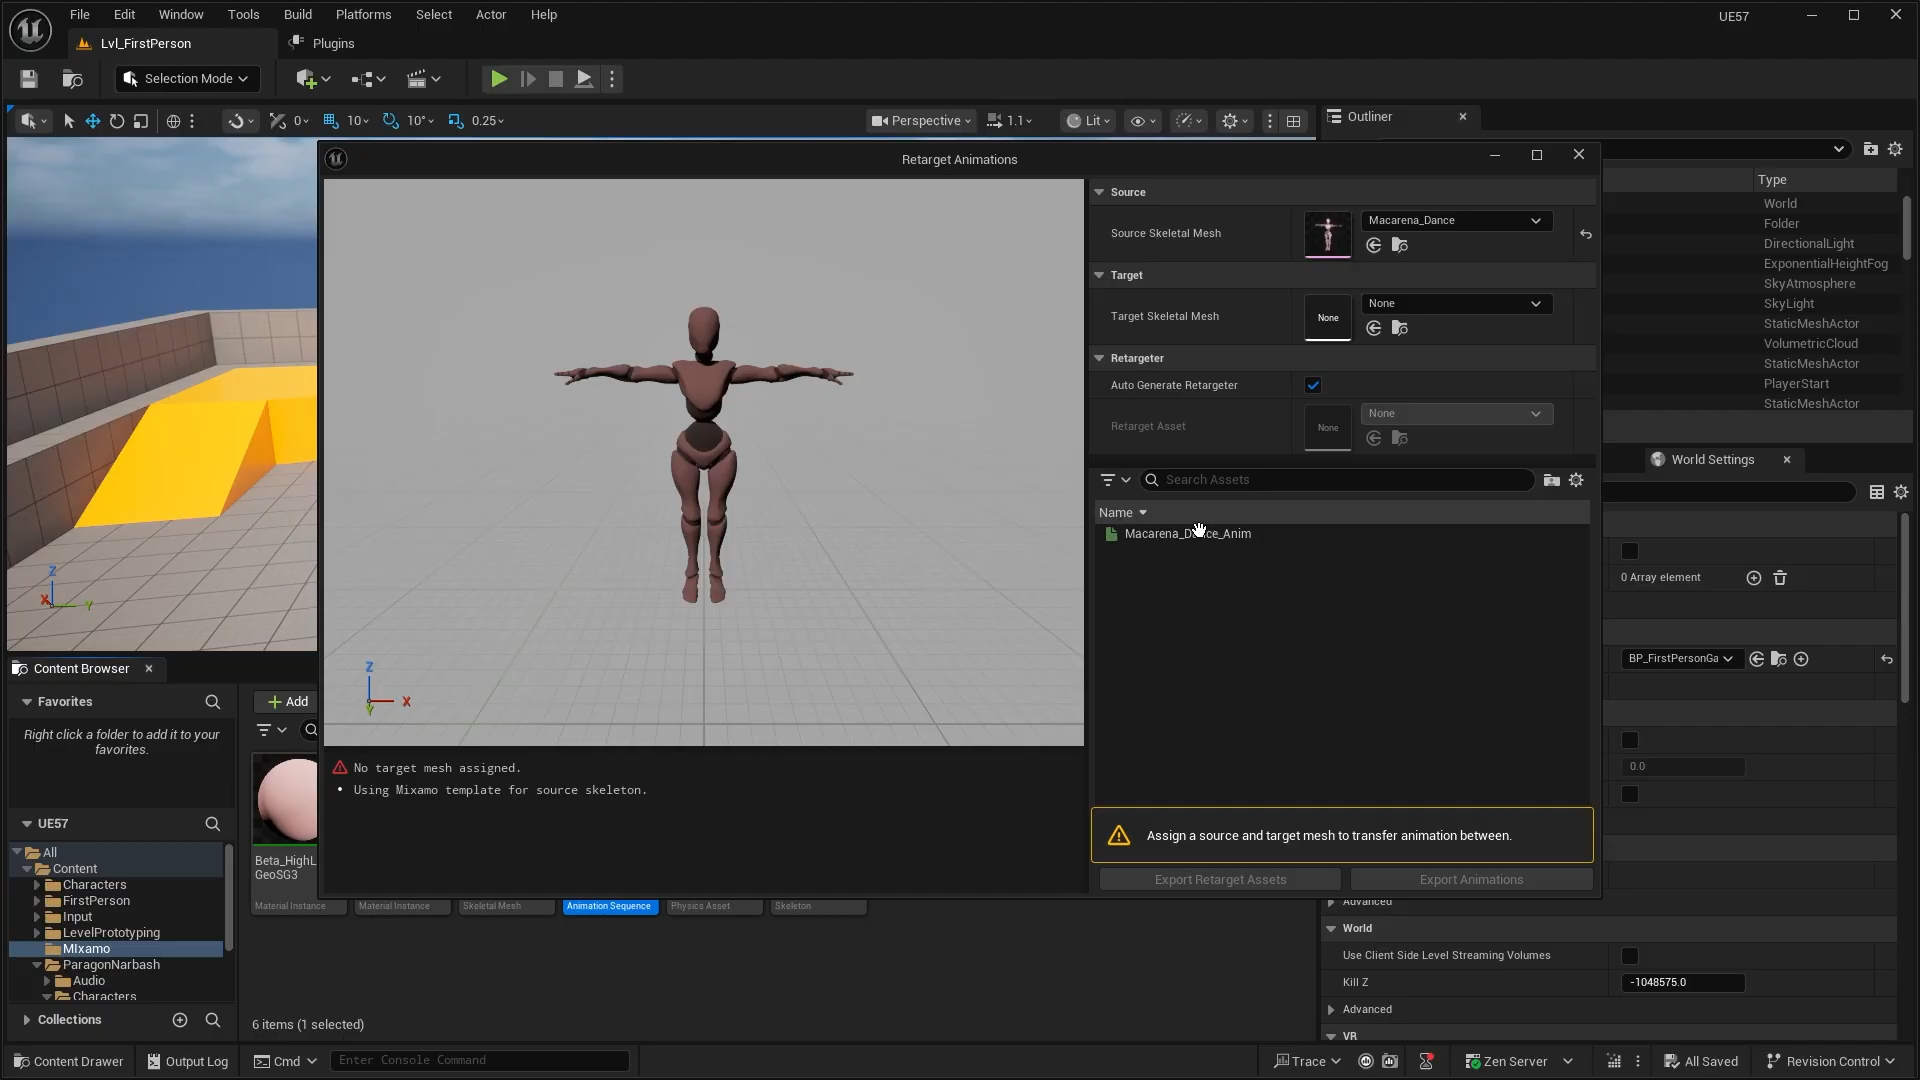 File Edit Window Tools Build Platforms Select Actor Help
UE57
Lvl_FirstPerson
Plugins
Selection Mode
0
10
10°
0.25
Perspective
1.1
Lit
Outliner
Retarget Animations
Type
World
Folder
DirectionalLight
ExponentialHeightFog
SkyAtmosphere
SkyLight
StaticMeshActor
VolumetricCloud
StaticMeshActor
PlayerStart
StaticMeshActor
Source
Source Skeletal Mesh
Macarena_Dance
Target
Target Skeletal Mesh
None
None
Retargeter
Auto Generate Retargeter
Retarget Asset
None
None
Search Assets
Name
Macarena_Dance_Anim
World Settings
0 Array element
BP_FirstPersonGa
0.0
Z
X
Y
Z
X
Y
No target mesh assigned.
• Using Mixamo template for source skeleton.
Assign a source and target mesh to transfer animation between.
Export Retarget Assets
Export Animations
Content Browser
Favorites
Right click a folder to add it to your
favorites.
UE57
All
Content
Characters
FirstPerson
Input
LevelPrototyping
MIxamo
ParagonNarbash
Audio
Characters
Collections
Add
Beta_HighL
GeoSG3
Material Instance
Material Instance
Skeletal Mesh
Animation Sequence
Physics Asset
Skeleton
6 items (1 selected)
Advanced
World
Use Client Side Level Streaming Volumes
Kill Z
-1048575.0
Advanced
VR
Content Drawer
Output Log
Cmd
Enter Console Command
Trace
Zen Server
All Saved
Revision Control